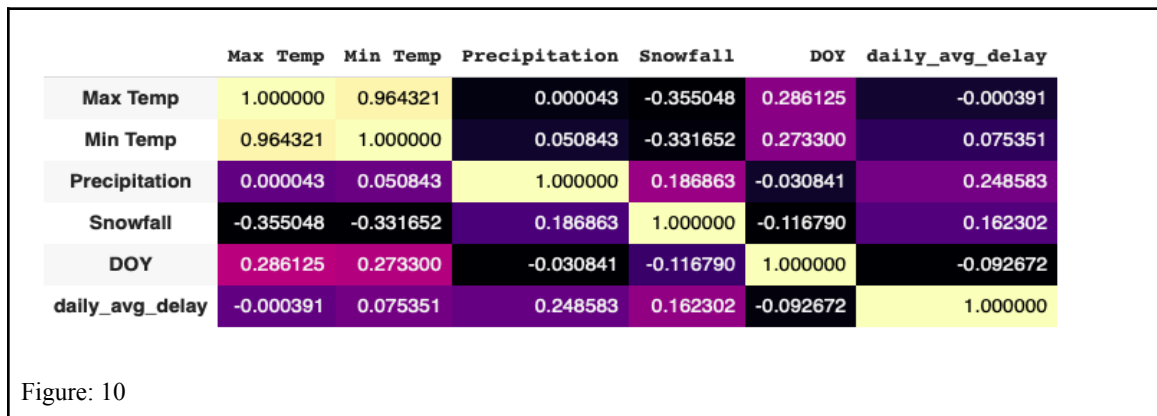 Max Temp Min Temp Precipitation Snowfall DOY daily_avg_delay
Max Temp 1.000000 0.964321 0.000043 -0.355048 0.286125 -0.000391
Min Temp 0.964321 1.000000 0.050843 -0.331652 0.273300 0.075351
Precipitation 0.000043 0.050843 1.000000 0.186863 -0.030841 0.248583
Snowfall -0.355048 -0.331652 0.186863 1.000000 -0.116790 0.162302
DOY 0.286125 0.273300 -0.030841 -0.116790 1.000000 -0.092672
daily_avg_delay -0.000391 0.075351 0.248583 0.162302 -0.092672 1.000000
Figure: 10